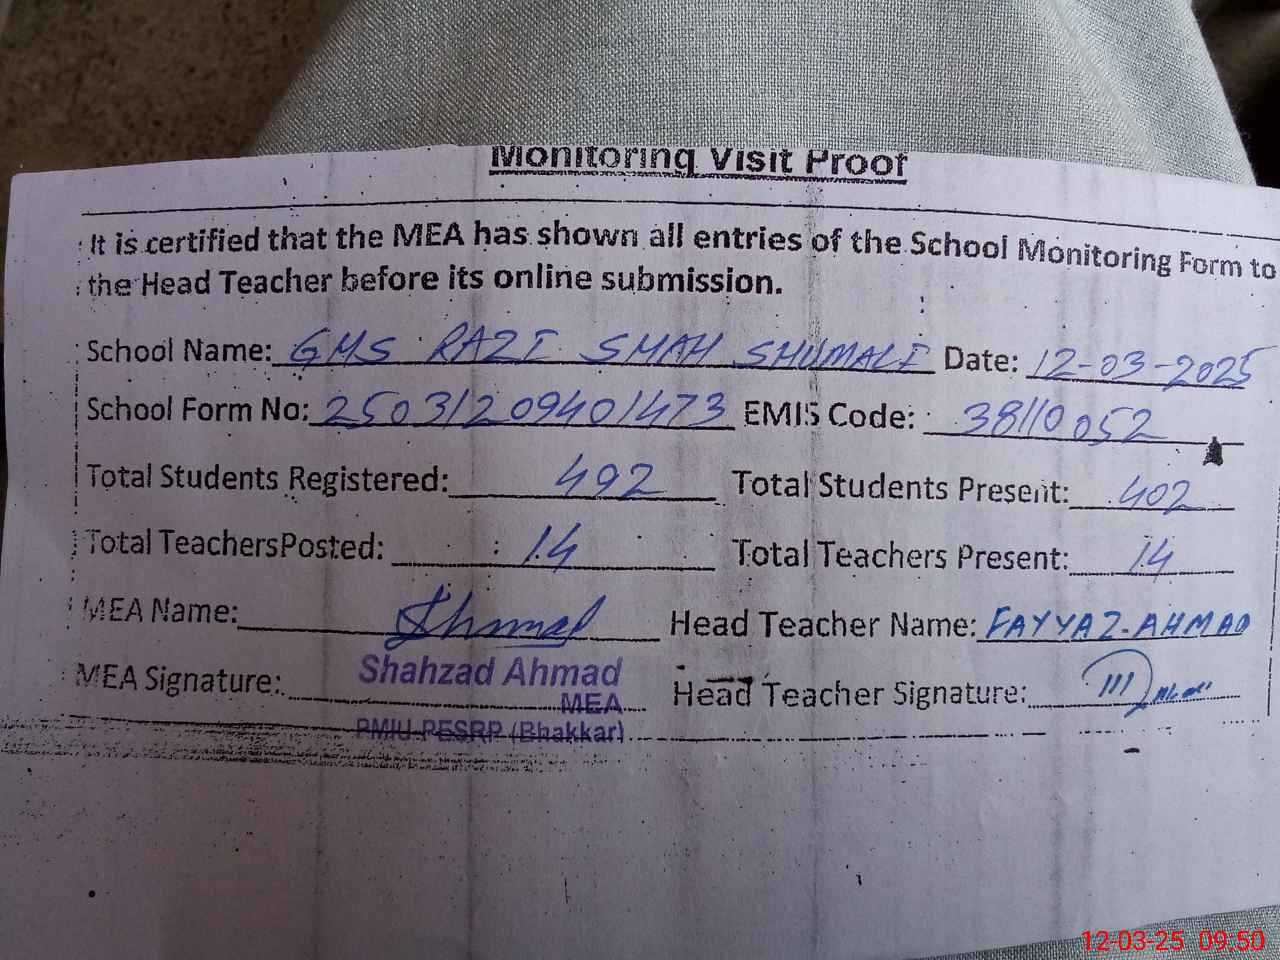 Monitoring Visit Proof
It is certified that the MEA has shown all entries of the School Monitoring Form to
the Head Teacher before its online submission.
School Name: GMS RAZI SHAH SHUMALI Date: 12-03-2025
School Form No: 25031209401473 EMIS Code: 38110052
Total Students Registered: 492 Total Students Present: 402
Total TeachersPosted: 14 Total Teachers Present: 14
MEA Name: Head Teacher Name: FAYYAZ AHMAD
MEA Signature: Shahzad Ahmad Head Teacher Signature:
MEA
PMIU-PESRP (Bhakkar)
12-03-25 09.50